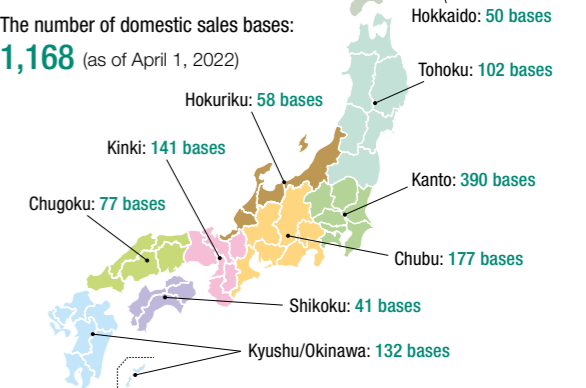 The number of domestic sales bases:
1,168 (as of April 1, 2022)
Hokkaido: 50 bases
Tohoku: 102 bases
Hokuriku: 58 bases
Kinki: 141 bases
Kanto: 390 bases
Chugoku: 77 bases
Chubu: 177 bases
Shikoku: 41 bases
Kyushu/Okinawa: 132 bases